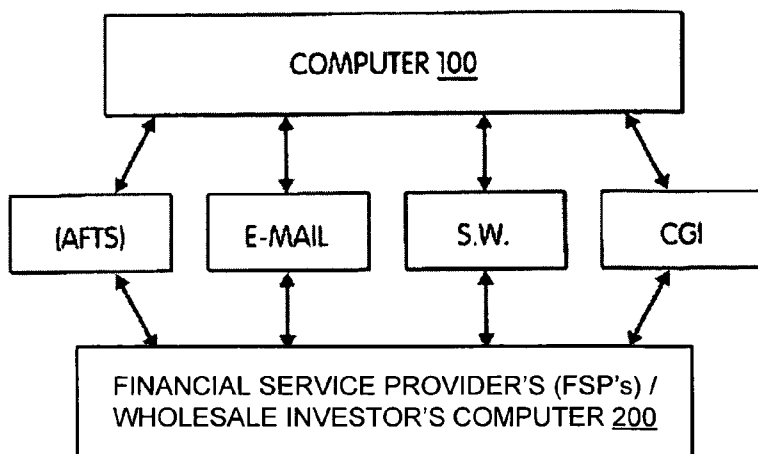 COMPUTER 100
(AFTS)
E-MAIL
S.W.
CGI
FINANCIAL SERVICE PROVIDER'S (FSP's) /
WHOLESALE INVESTOR'S COMPUTER 200